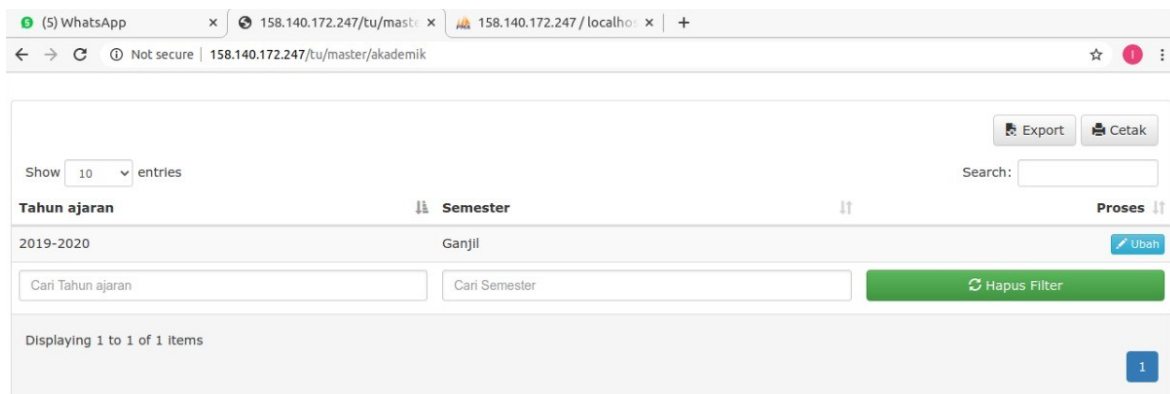 (5) WhatsApp
158.140.172.247/tu/maste
158.140.172.247 / localhos
Not secure
158.140.172.247/tu/master/akademik
I
Export
Cetak
Show 10 entries
Search:
Tahun ajaran Semester Proses
2019-2020 Ganjil Ubah
Cari Tahun ajaran Cari Semester Hapus Filter
Displaying 1 to 1 of 1 items
1